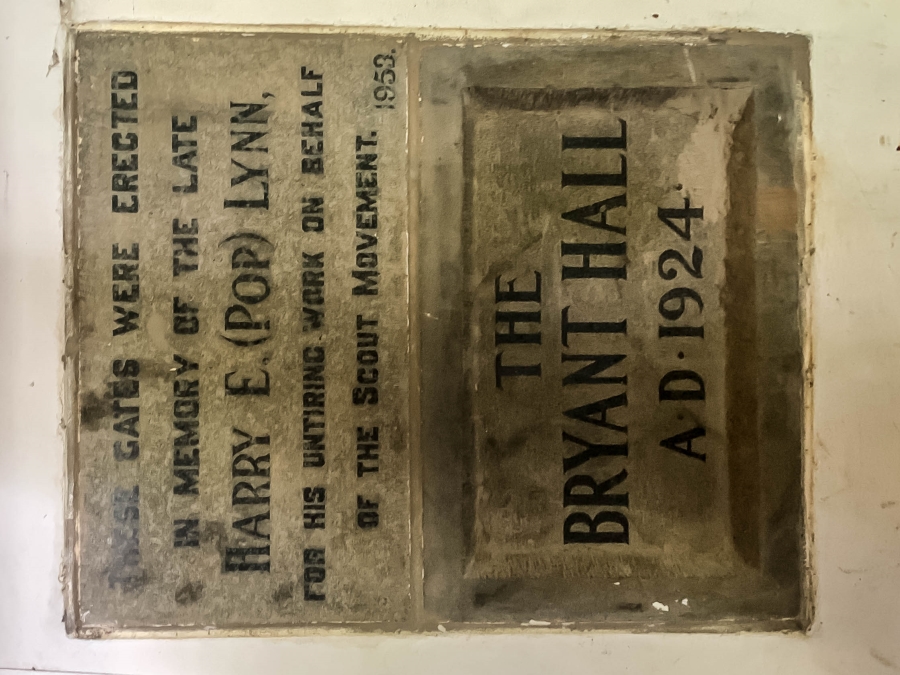 THESE GATES WERE ERECTED
IN MEMORY OF THE LATE
HARRY E. (POP) LYNN,
FOR HIS UNTIRING WORK ON BEHALF
OF THE SCOUT MOVEMENT. 1953.
THE
BRYANT HALL
A·D·1924·